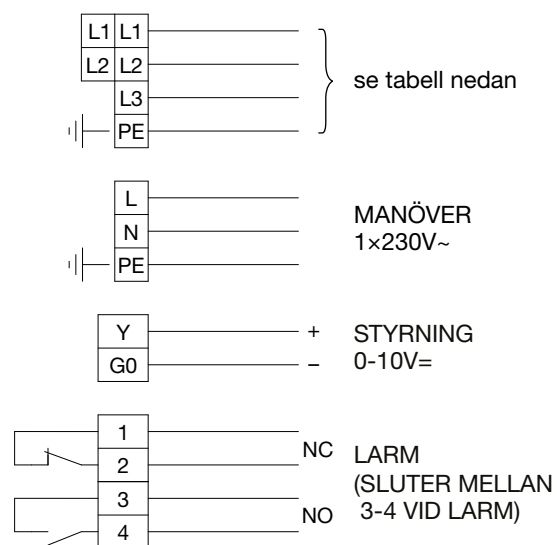 L1 L1
L2 L2
L3
PE
se tabell nedan
L
N
PE
MANÖVER
1×230V~
Y +
G0 –
STYRNING
0-10V=
1
2
3
4
NC
NO
LARM
(SLUTER MELLAN
3-4 VID LARM)